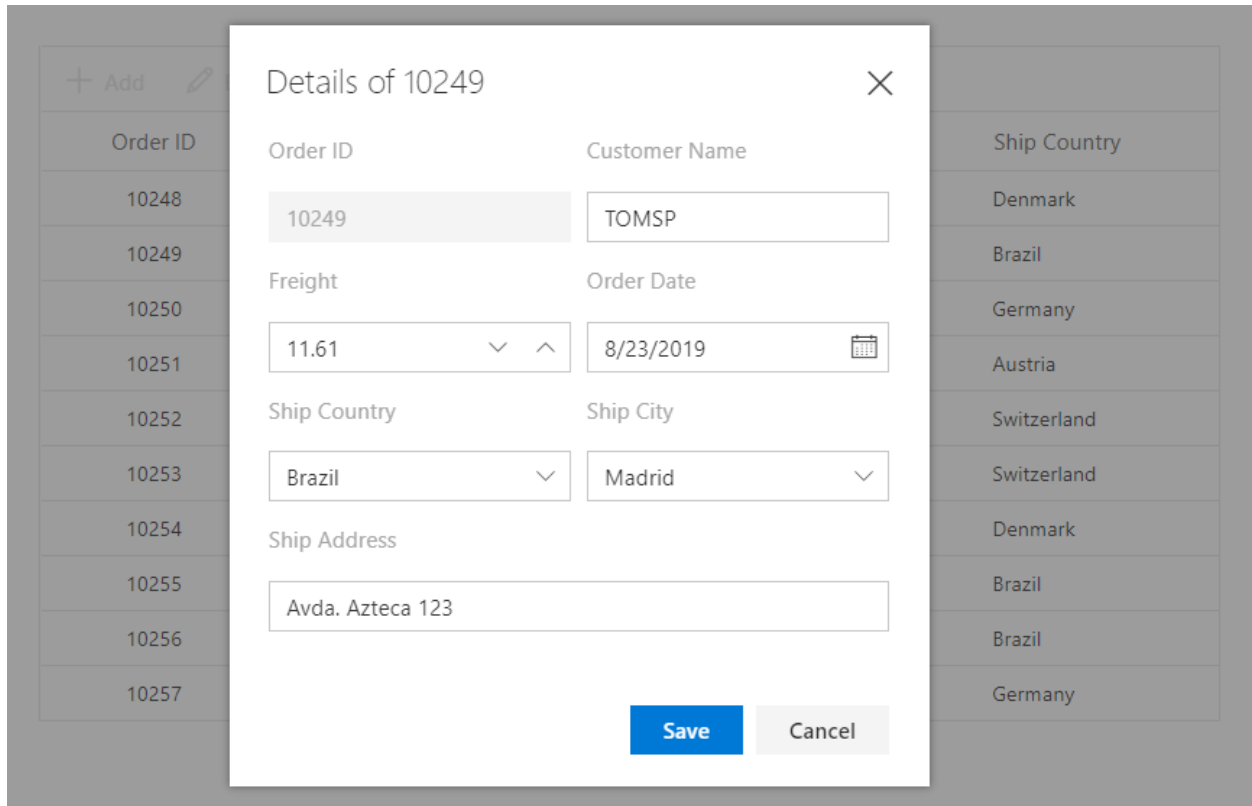 Add
Details of 10249
Order ID
Ship Country
Order ID
Customer Name
10248
Denmark
10249
TOMSP
10249
Brazil
Freight
Order Date
10250
Germany
11.61
8/23/2019
10251
Austria
Ship Country
Ship City
10252
Switzerland
10253
Brazil
Madrid
Switzerland
10254
Denmark
Ship Address
10255
Brazil
Avda. Azteca 123
10256
Brazil
10257
Germany
Save
Cancel